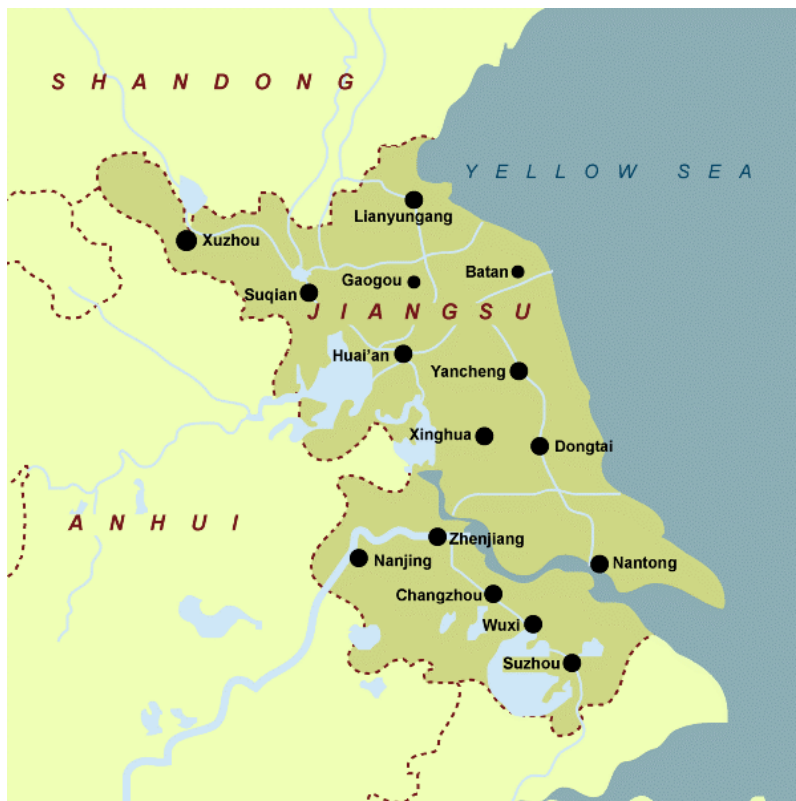 SHANDONG
YELLOW SEA
Lianyungang
Xuzhou
Batan
Gaogou
Suqian
JIANGSU
Huai'an
Yancheng
Xinghua
Dongtai
ANHUI
Zhenjiang
Nanjing
Nantong
Changzhou
Wuxi
Suzhou